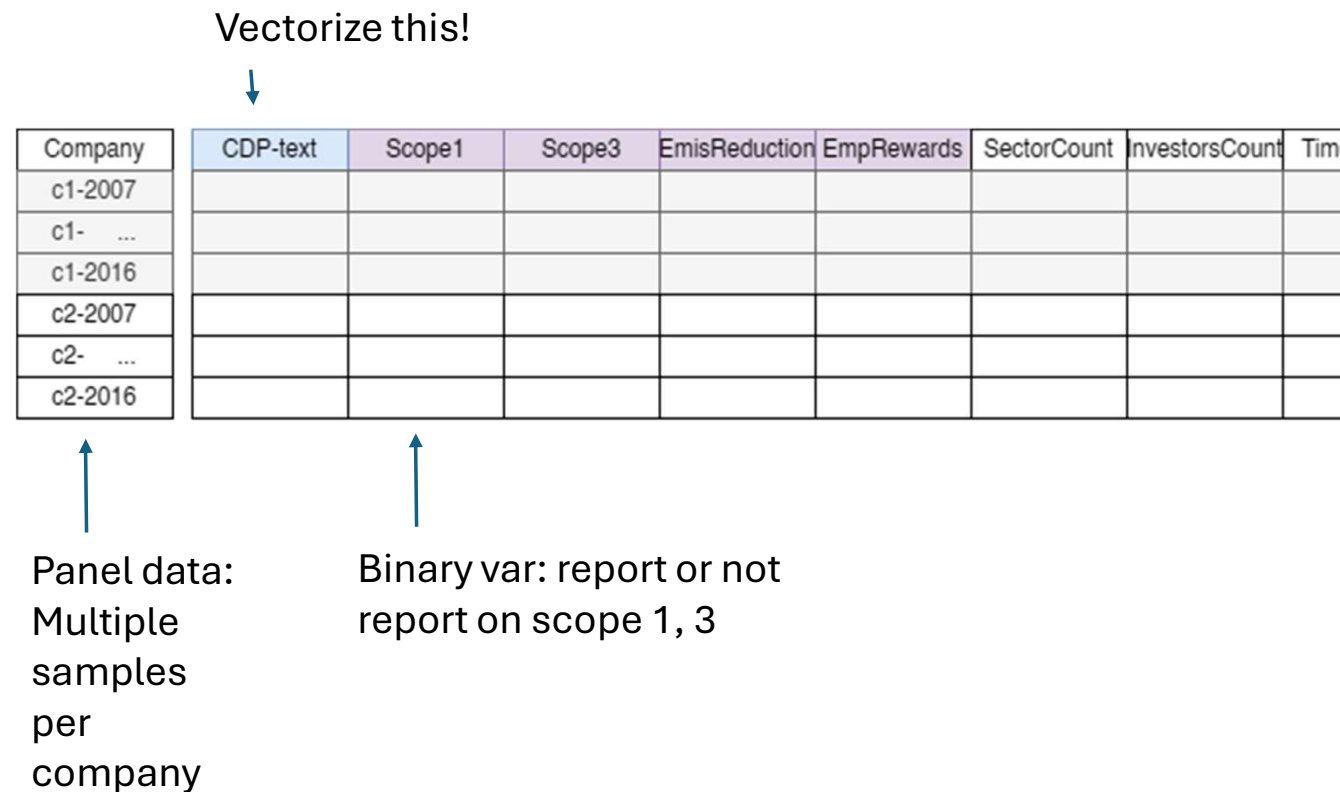 Vectorize this!
Company CDP-text Scope1 Scope3 EmisReduction EmpRewards SectorCount InvestorsCount Tim
c1-2007
c1- ...
c1-2016
c2-2007
c2- ...
c2-2016
Panel data:
Multiple
samples
per
company
Binary var: report or not
report on scope 1, 3